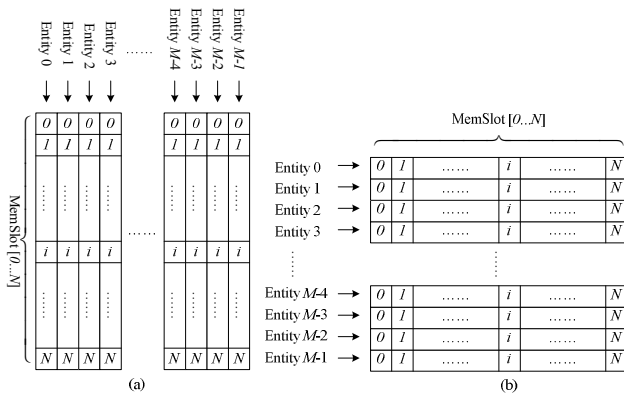 Entity 0
Entity 1
Entity 2
Entity 3
......
Entity M-4
Entity M-3
Entity M-2
Entity M-1
0 0 0 0 0 0 0 0
1 1 1 1 1 1 1 1
...... ...... ...... ...... ...... ...... ...... ......
......
i i i i i i i i
...... ...... ...... ...... ...... ...... ...... ......
N N N N N N N N
MemSlot [0...N]
(a)
MemSlot [0...N]
Entity 0 0 1 ...... i ...... N
Entity 1 0 1 ...... i ...... N
Entity 2 0 1 ...... i ...... N
Entity 3 0 1 ...... i ...... N
...... ......
Entity M-4 0 1 ...... i ...... N
Entity M-3 0 1 ...... i ...... N
Entity M-2 0 1 ...... i ...... N
Entity M-1 0 1 ...... i ...... N
(b)